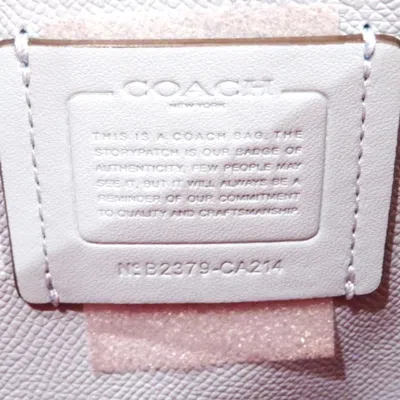 COACH
NEW YORK
THIS IS A COACH BAG. THE
STORYPATCH IS OUR BADGE OF
AUTHENTICITY. FEW PEOPLE MAY
SEE IT, BUT IT WILL ALWAYS BE A
REMINDER OF OUR COMMITMENT
TO QUALITY AND CRAFTSMANSHIP.
Nº B2379-CA214